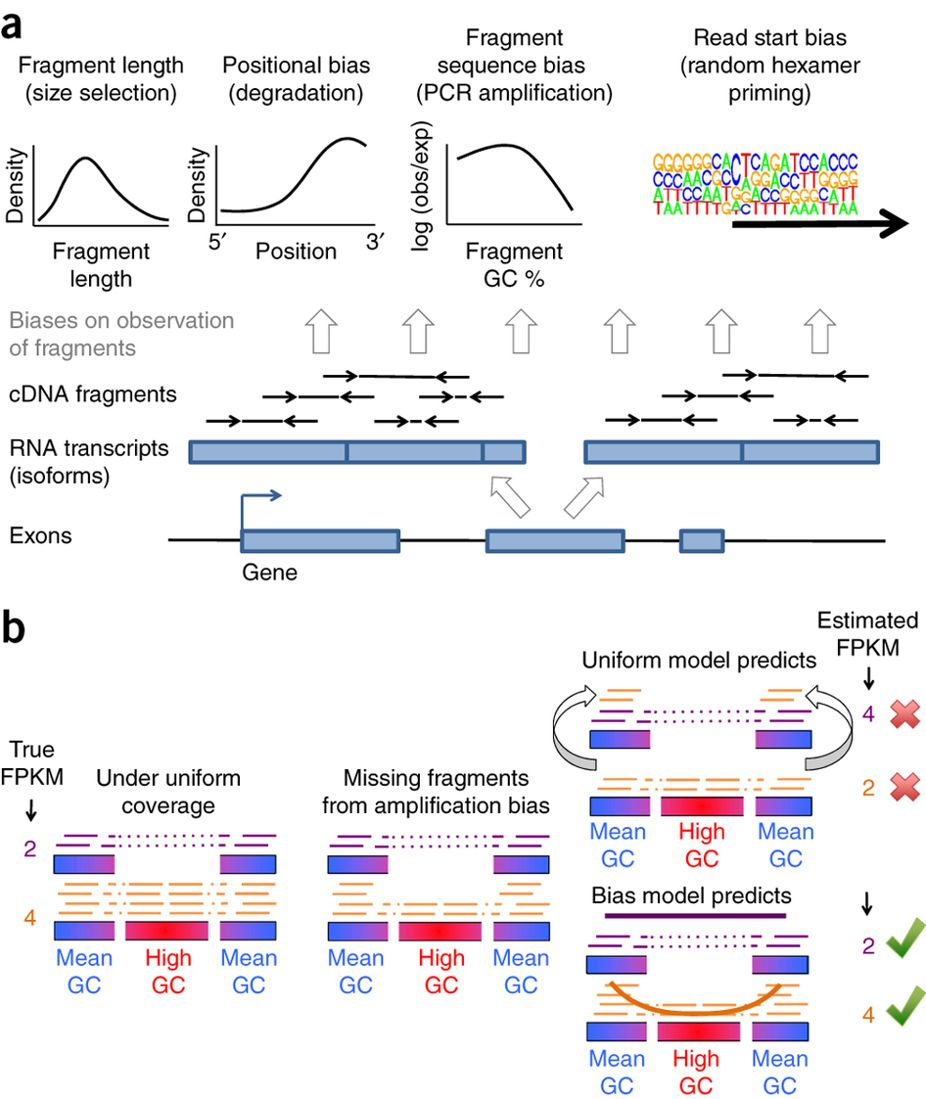 a
Fragment length
(size selection)
Positional bias
(degradation)
Fragment
sequence bias
(PCR amplification)
Read start bias
(random hexamer
priming)
Density
Fragment
length
Density
5′
Position
3′
log (obs/exp)
Fragment
GC %
Biases on observation
of fragments
cDNA fragments
RNA transcripts
(isoforms)
Exons
Gene
b
True
FPKM
Under uniform
coverage
2
4
Mean
GC
High
GC
Mean
GC
Missing fragments
from amplification bias
Mean
GC
High
GC
Mean
GC
Uniform model predicts
Estimated
FPKM
4
2
Mean
GC
High
GC
Mean
GC
Bias model predicts
2
4
Mean
GC
High
GC
Mean
GC